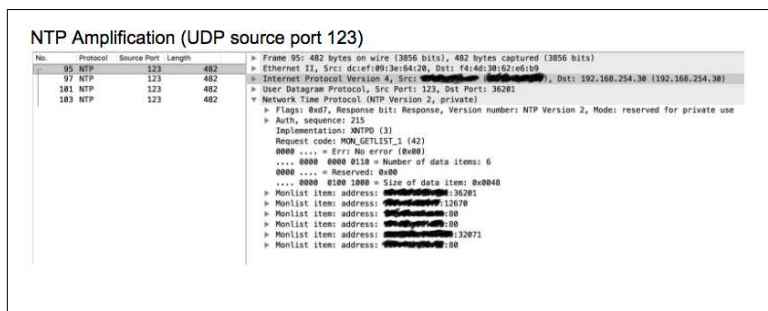 NTP Amplification (UDP source port 123)
No. Protocol Source Port Length
95 NTP 123 482
97 NTP 123 482
101 NTP 123 482
103 NTP 123 482
Frame 95: 482 bytes on wire (3856 bits), 482 bytes captured (3856 bits)
Ethernet II, Src: dc:ef:09:3e:64:20, Dst: f4:4d:30:62:e6:b9
Internet Protocol Version 4, Src: ( ), Dst: 192.168.254.30 (192.168.254.30)
User Datagram Protocol, Src Port: 123, Dst Port: 36201
Network Time Protocol (NTP Version 2, private)
Flags: 0xd7, Response bit: Response, Version number: NTP Version 2, Mode: reserved for private use
Auth, sequence: 215
Implementation: XNTPD (3)
Request code: MON_GETLIST_1 (42)
0000 .... = Err: No error (0x00)
.... 0000 0000 0110 = Number of data items: 6
0000 .... = Reserved: 0x00
.... 0000 0100 1000 = Size of data item: 0x0048
Monlist item: address: :36201
Monlist item: address: :12670
Monlist item: address: :80
Monlist item: address: :80
Monlist item: address: :32071
Monlist item: address: :80